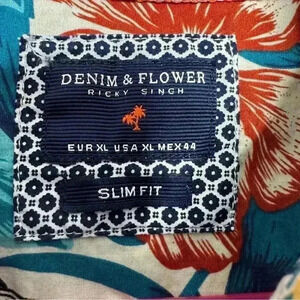 DENIM & FLOWER
RICKY SINGH
EUR XL USA XL MEX 44
SLIM FIT